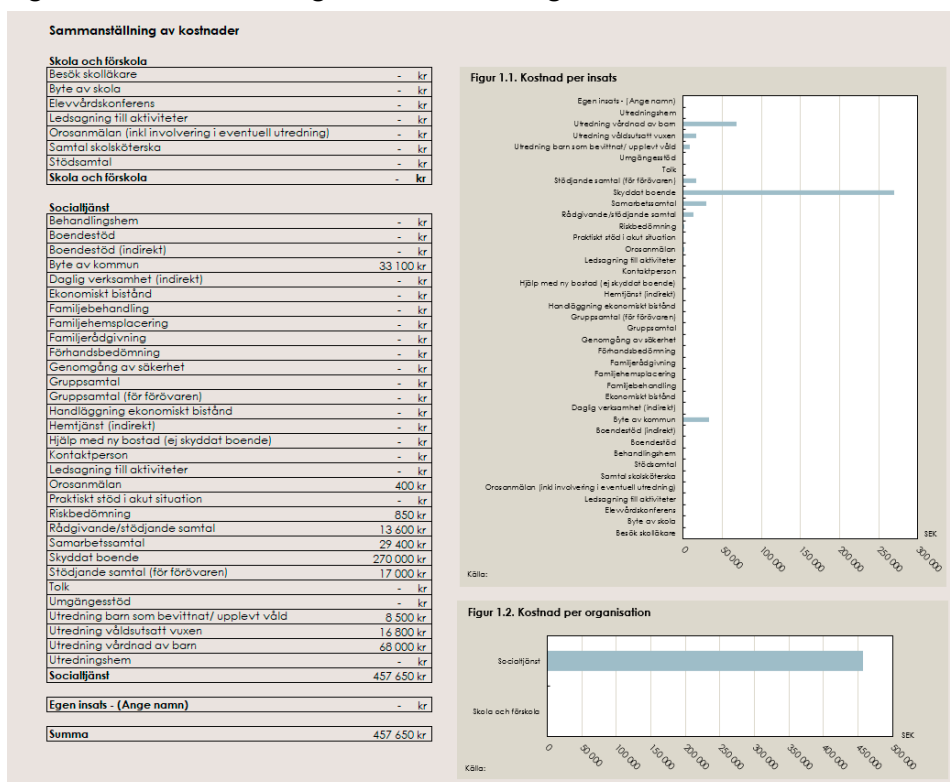 Sammanställning av kostnader
Skola och förskola
Besök skolläkare - kr
Byte av skola - kr
Elevvårdskonferens - kr
Ledsagning till aktiviteter - kr
Orosanmälan (inkl involvering i eventuell utredning) - kr
Samtal skolsköterska - kr
Stödsamtal - kr
Skola och förskola - kr
Socialtjänst
Behandlingshem - kr
Boendestöd - kr
Boendestöd (indirekt) - kr
Byte av kommun 33 100 kr
Daglig verksamhet (indirekt) - kr
Ekonomiskt bistånd - kr
Familjebehandling - kr
Familjehemsplacering - kr
Familjerådgivning - kr
Förhandsbedömning - kr
Genomgång av säkerhet - kr
Gruppsamtal - kr
Gruppsamtal (för förövaren) - kr
Handläggning ekonomiskt bistånd - kr
Hemtjänst (indirekt) - kr
Hjälp med ny bostad (ej skyddat boende) - kr
Kontaktperson - kr
Ledsagning till aktiviteter - kr
Orosanmälan 400 kr
Praktiskt stöd i akut situation - kr
Riskbedömning 850 kr
Rådgivande/stödjande samtal 13 600 kr
Samarbetssamtal 29 400 kr
Skyddat boende 270 000 kr
Stödjande samtal (för förövaren) 17 000 kr
Tolk - kr
Umgängesstöd - kr
Utredning barn som bevittnat/ upplevt våld 8 500 kr
Utredning våldsutsatt vuxen 16 800 kr
Utredning vårdnad av barn 68 000 kr
Utredningshem - kr
Socialtjänst 457 650 kr
Egen insats - (Ange namn) - kr
Summa 457 650 kr
Figur 1.1. Kostnad per insats
Egen insats - (Ange namn)
Utredningshem
Utredning vårdnad av barn
Utredning våldsutsatt vuxen
Utredning barn som bevittnat/ upplevt våld
Umgängesstöd
Tolk
Stödjande samtal (för förövaren)
Skyddat boende
Samarbetssamtal
Rådgivande/stödjande samtal
Riskbedömning
Praktiskt stöd i akut situation
Orosanmälan
Ledsagning till aktiviteter
Kontaktperson
Hjälp med ny bostad (ej skyddat boende)
Hemtjänst (indirekt)
Handläggning ekonomiskt bistånd
Gruppsamtal (för förövaren)
Gruppsamtal
Genomgång av säkerhet
Förhandsbedömning
Familjerådgivning
Familjehemsplacering
Familjebehandling
Ekonomiskt bistånd
Daglig verksamhet (indirekt)
Byte av kommun
Boendestöd (indirekt)
Boendestöd
Behandlingshem
Stödsamtal
Samtal skolsköterska
Orosanmälan (inkl involvering i eventuell utredning)
Ledsagning till aktiviteter
Elevvårdskonferens
Byte av skola
Besök skolläkare
SEK
0 50 000 100 000 150 000 200 000 250 000 300 000
Källa:
Figur 1.2. Kostnad per organisation
Socialtjänst
Skola och förskola
SEK
0 50 000 100 000 150 000 200 000 250 000 300 000 350 000 400 000 450 000 500 000
Källa: